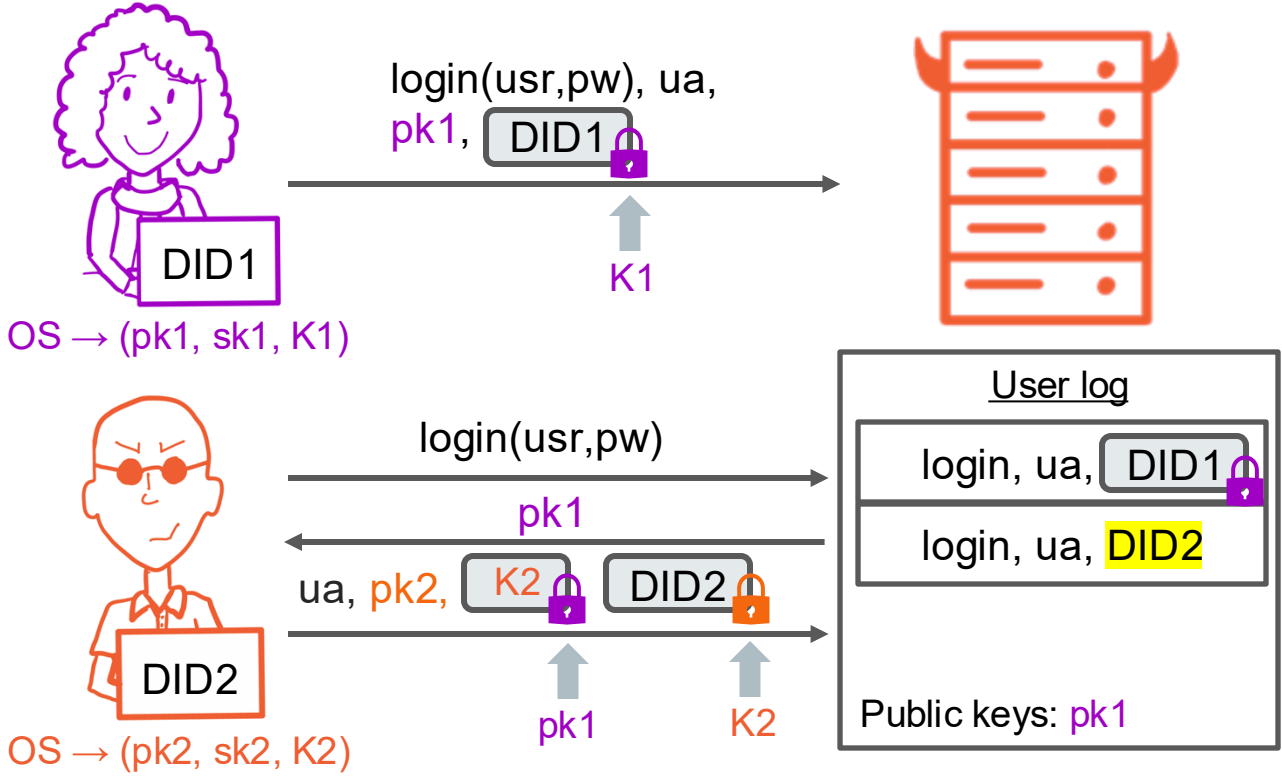 login(usr,pw), ua,
pk1, DID1
K1
DID1
OS → (pk1, sk1, K1)
login(usr,pw)
pk1
ua, pk2, K2 DID2
pk1 K2
DID2
OS → (pk2, sk2, K2)
User log
login, ua, DID1
login, ua, DID2
Public keys: pk1